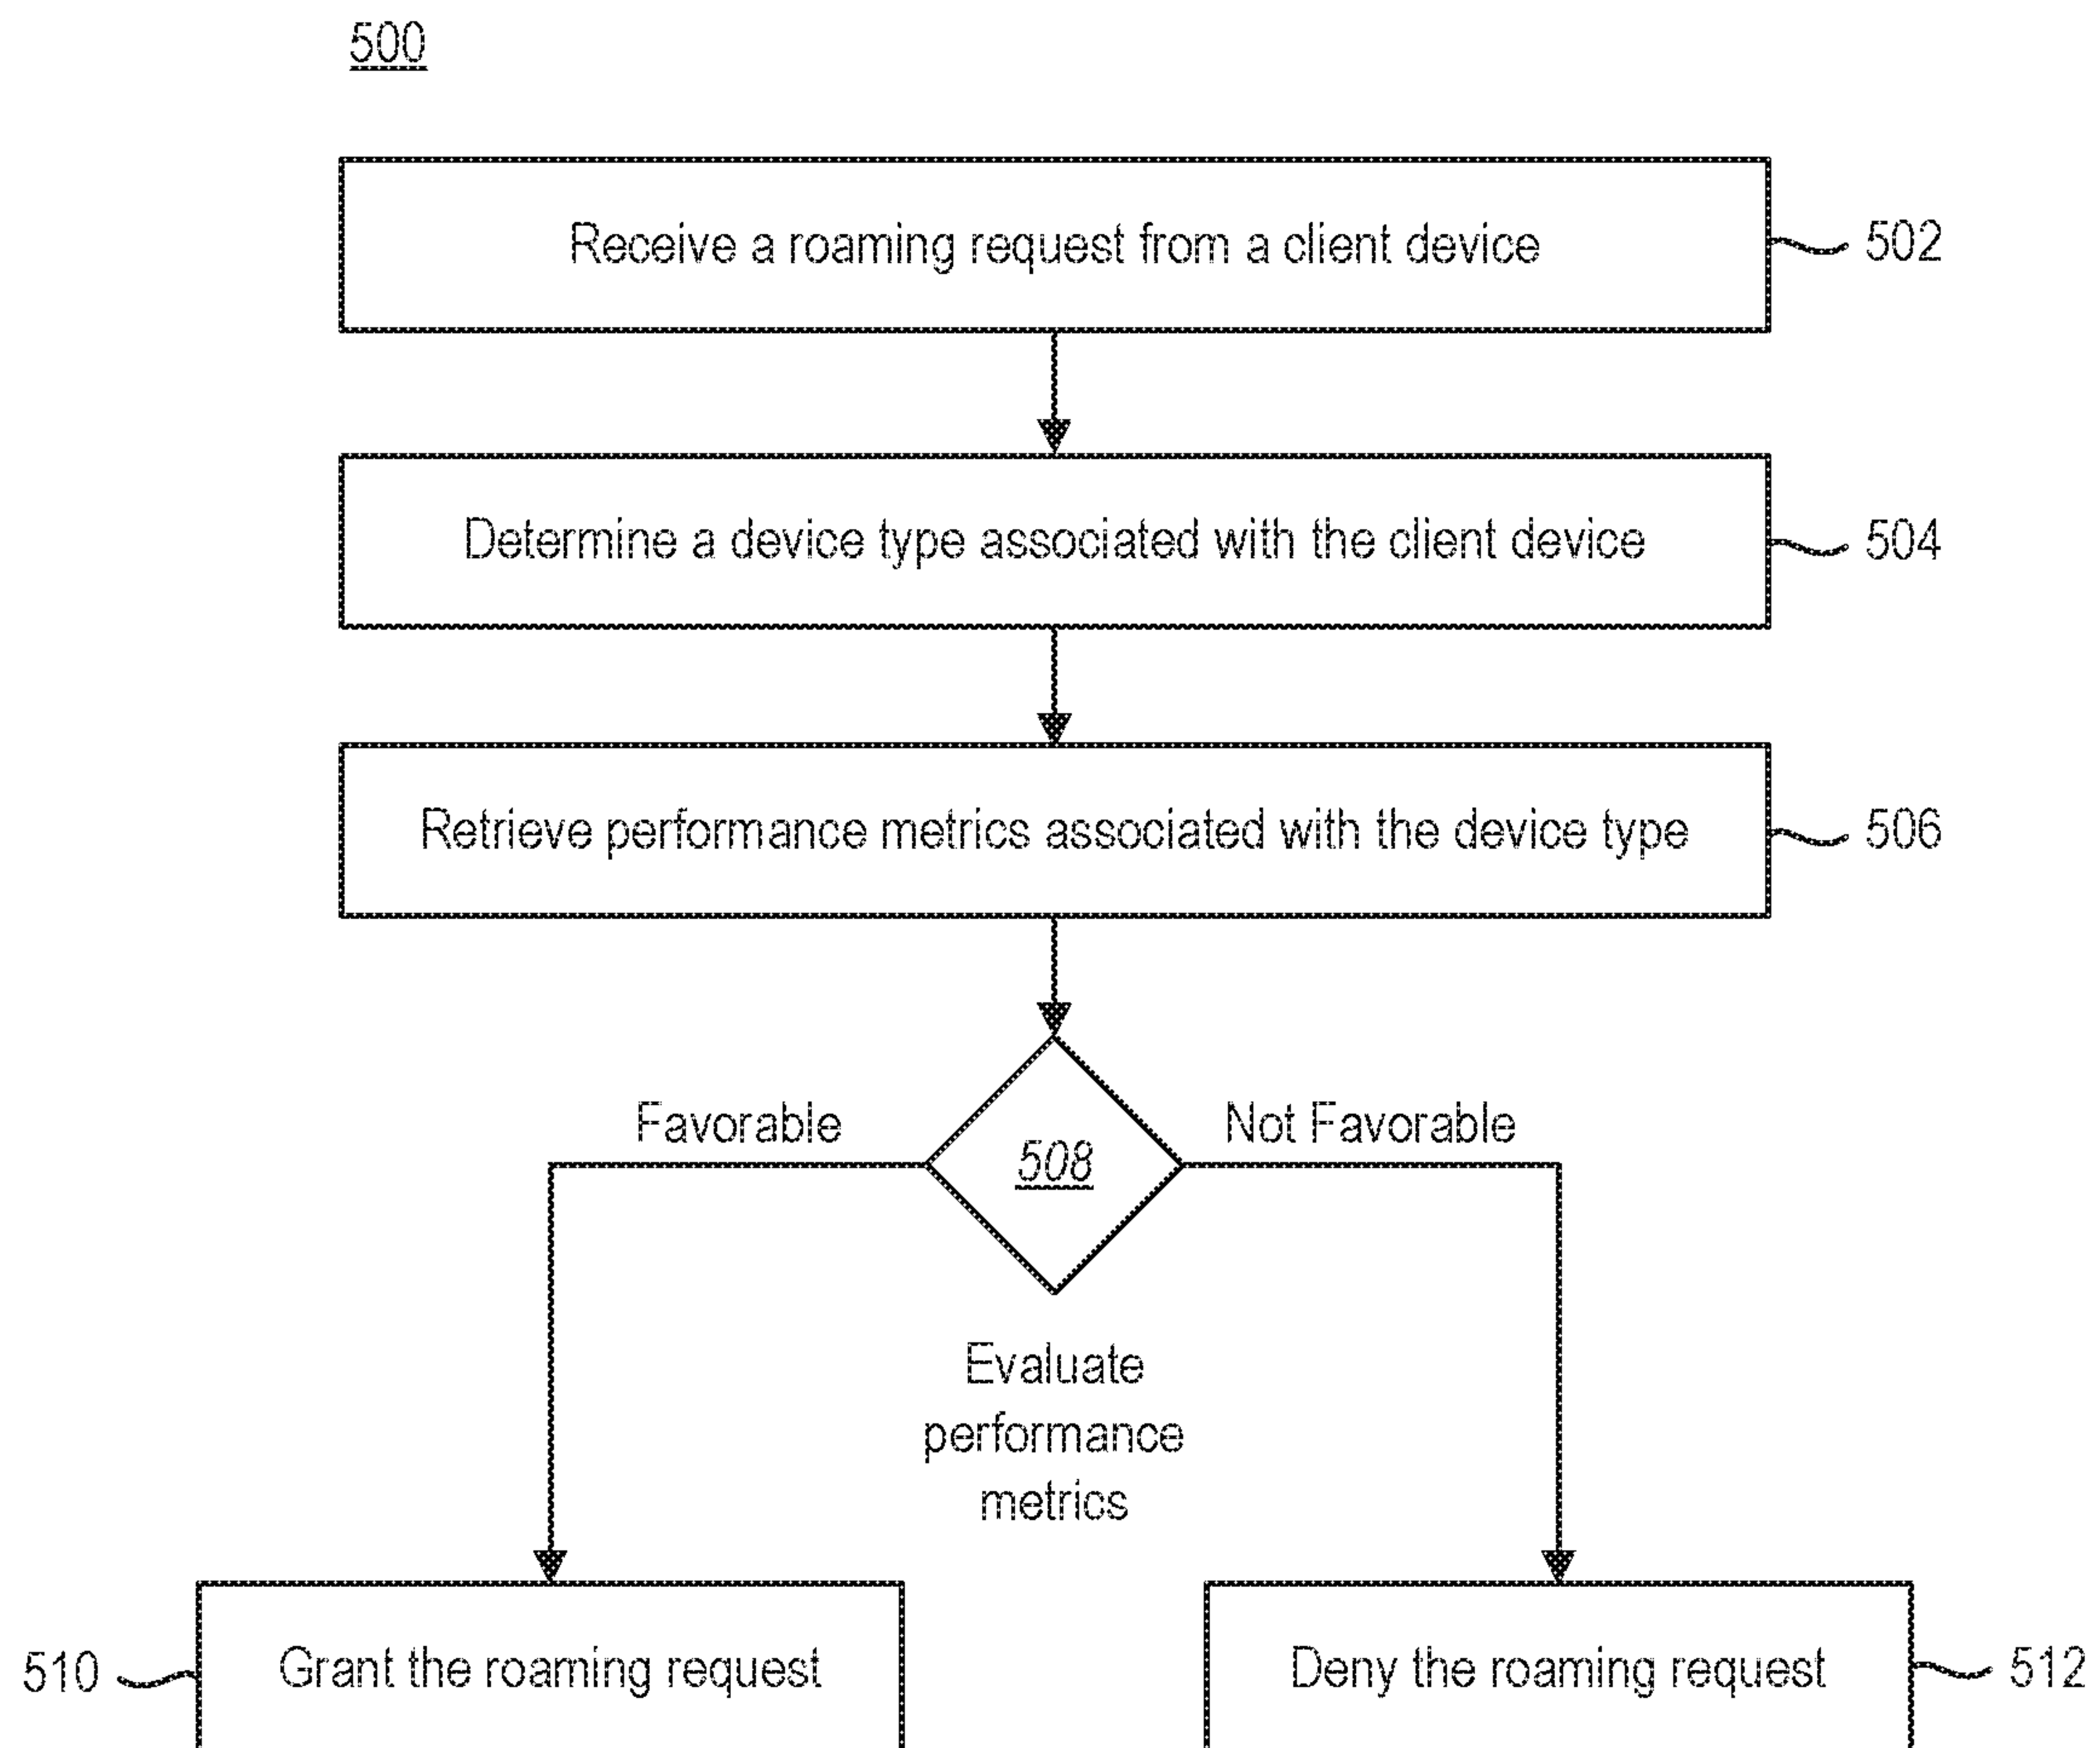 500
Receive a roaming request from a client device
502
Determine a device type associated with the client device
504
Retrieve performance metrics associated with the device type
506
Favorable
508
Not Favorable
Evaluate
performance
metrics
510
Grant the roaming request
Deny the roaming request
512